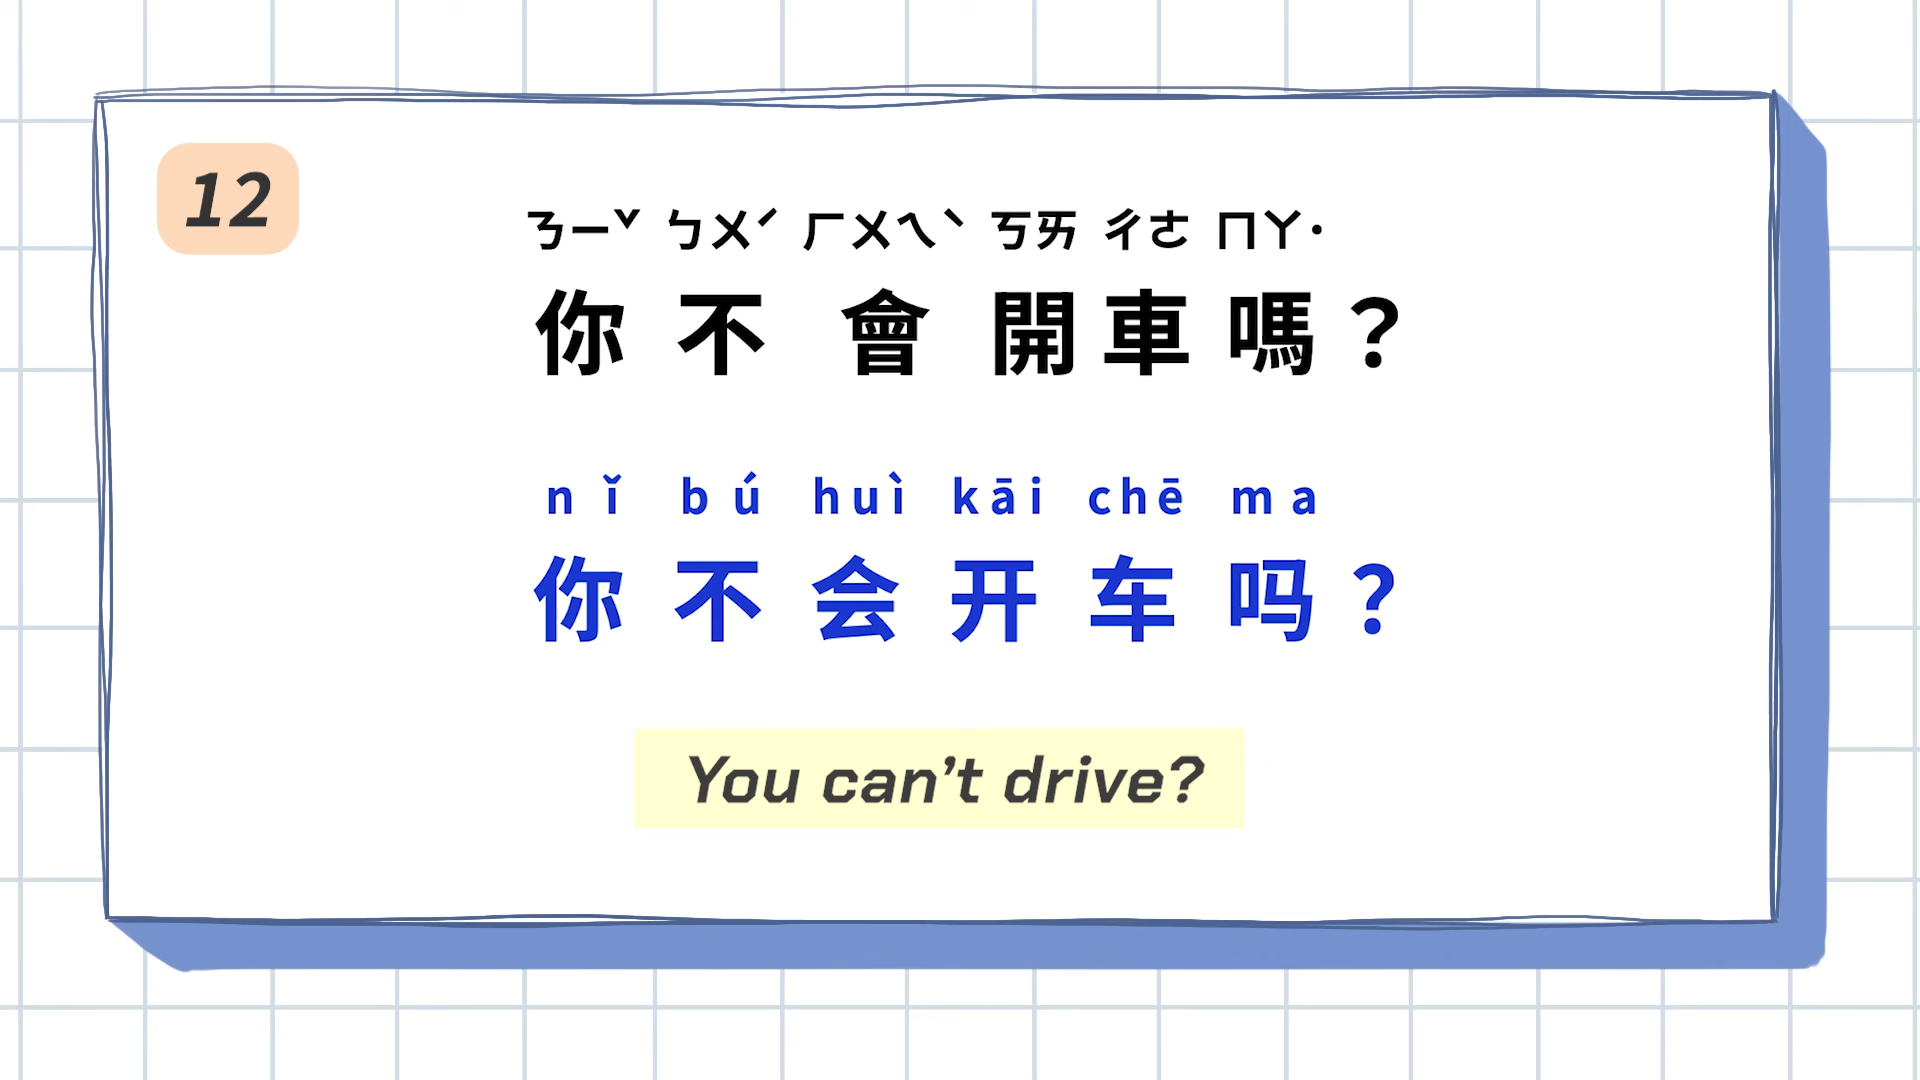 12
ㄋㄧˇ ㄅㄨˊ ㄏㄨㄟˋ ㄎㄞ ㄔㄜ ㄇㄚ˙
你 不 會 開 車 嗎？
nǐ bú huì kāi chē ma
你 不 会 开 车 吗？
You can't drive?